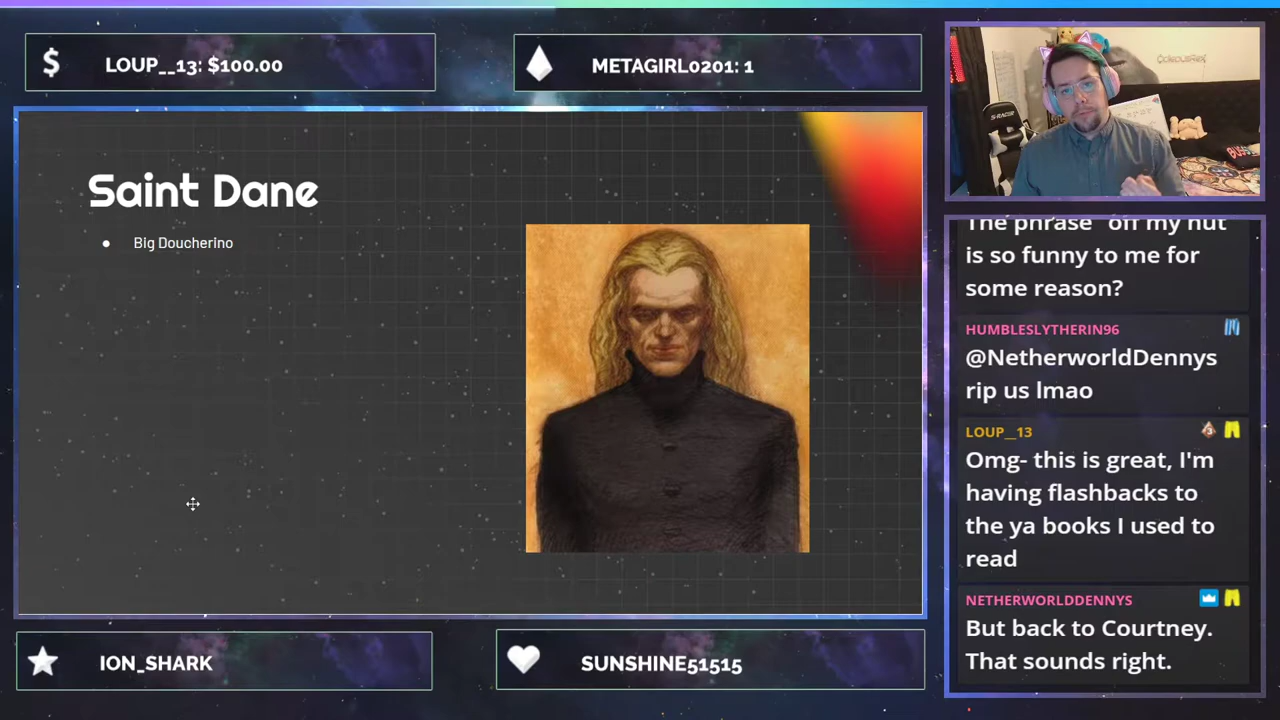 $ LOUP__13: $100.00
METAGIRL0201: 1
Saint Dane
● Big Doucherino
S-RACER
The phrase "off my nut
is so funny to me for
some reason?
HUMBLESLYTHERIN96
@NetherworldDennys
rip us lmao
LOUP__13
Omg- this is great, I'm
having flashbacks to
the ya books I used to
read
NETHERWORLDDENNYS
But back to Courtney.
That sounds right.
ION_SHARK
SUNSHINE51515